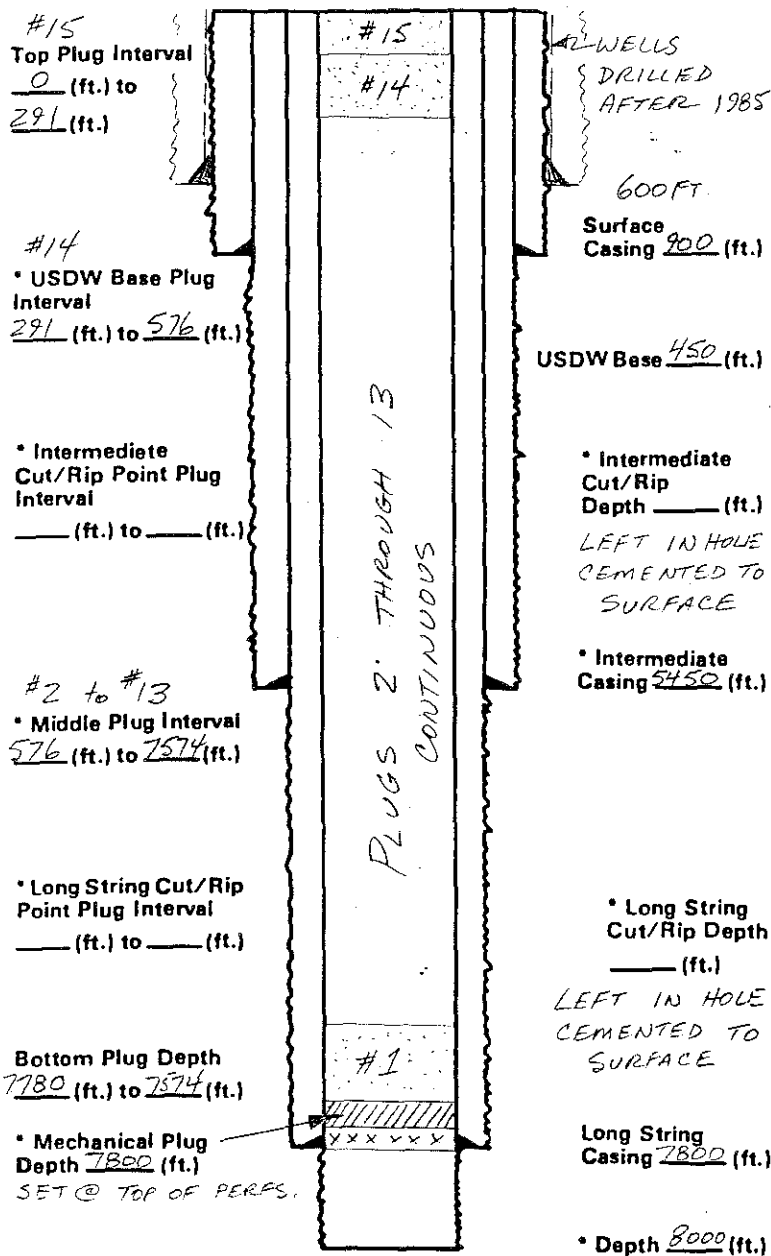 #15
Top Plug Interval
0 (ft.) to
291 (ft.)
#14
* USDW Base Plug
Interval
291 (ft.) to 576 (ft.)
* Intermediete
Cut/Rip Point Plug
Interval
(ft.) to (ft.)
#2 to #13
* Middle Plug Interval
576 (ft.) to 7574 (ft.)
* Long String Cut/Rip
Point Plug Interval
(ft.) to (ft.)
Bottom Plug Depth
7780 (ft.) to 7574 (ft.)
* Mechanical Plug
Depth 7800 (ft.)
SET @ TOP OF PERFS.
#15
#14
PLUGS 2 THROUGH 13
CONTINUOUS
#1
x x x x x x
WELLS
DRILLED
AFTER 1985
600 FT.
Surface
Casing 900 (ft.)
USDW Base 450 (ft.)
* Intermediate
Cut/Rip
Depth (ft.)
LEFT IN HOLE
CEMENTED TO
SURFACE
* Intermediate
Casing 5450 (ft.)
* Long String
Cut/Rip Depth
(ft.)
LEFT IN HOLE
CEMENTED TO
SURFACE
Long String
Casing 7800 (ft.)
* Depth 8000 (ft.)